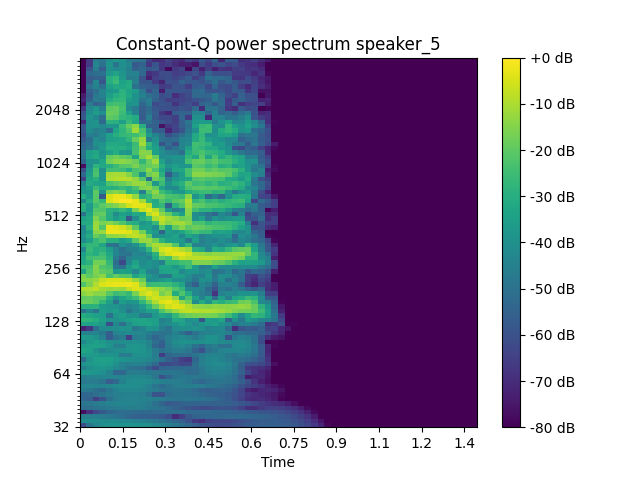 Constant-Q power spectrum speaker_5
Hz
2048
1024
512
256
128
64
32
0 0.15 0.3 0.45 0.6 0.75 0.9 1.1 1.2 1.4
Time
+0 dB
-10 dB
-20 dB
-30 dB
-40 dB
-50 dB
-60 dB
-70 dB
-80 dB